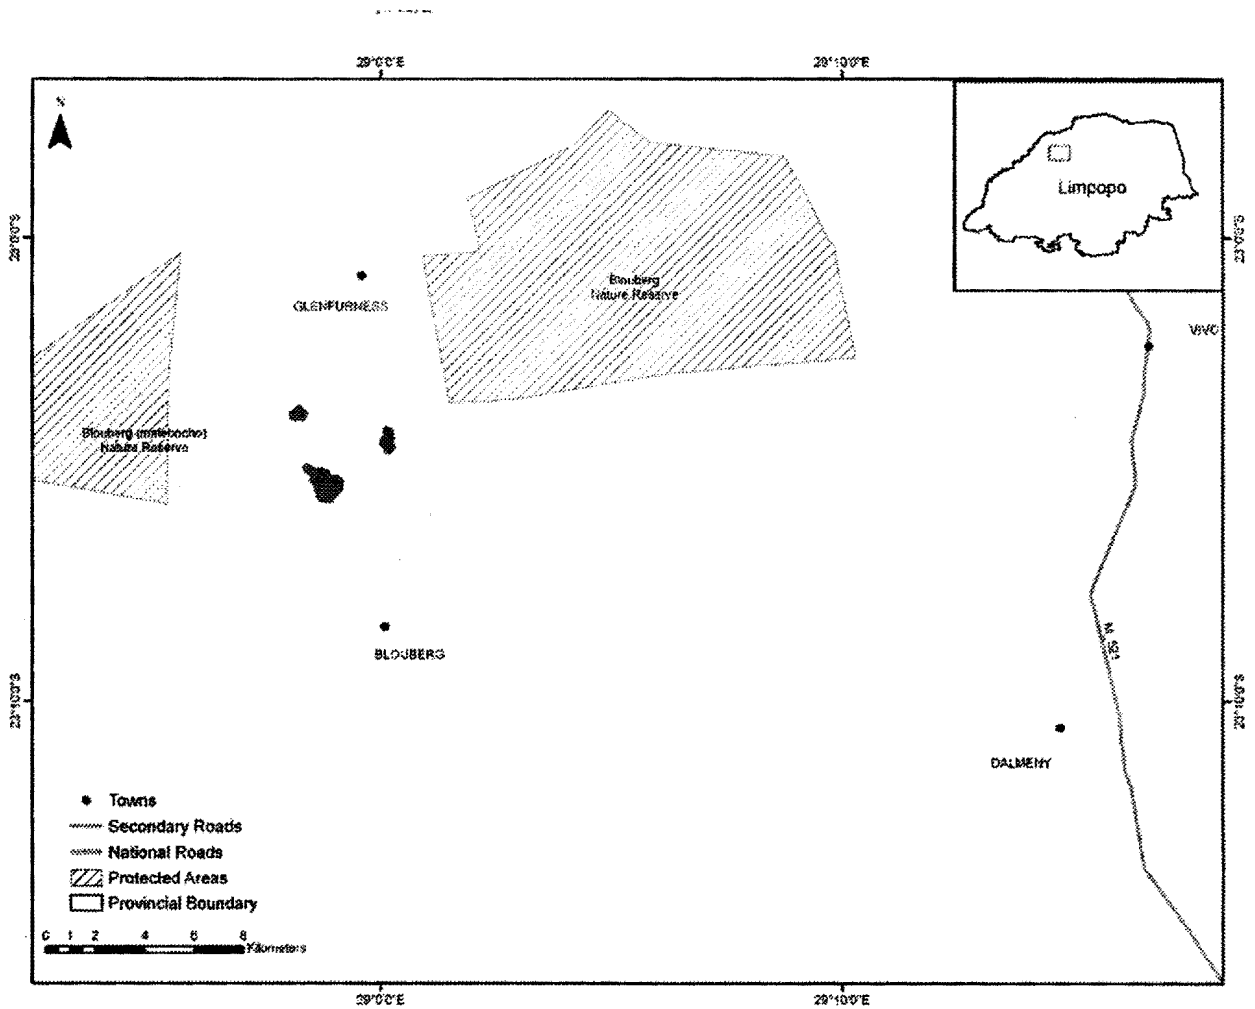 29°0'0"E
29°10'0"E
N
Limpopo
23°0'0"S
23°0'0"S
Blouberg
Nature Reserve
GLENFURNESS
VIVO
Blouberg (malebocho)
Nature Reserve
BLOUBERG
23°10'0"S
23°10'0"S
DALMENY
Towns
Secondary Roads
National Roads
Protected Areas
Provincial Boundary
0 1 2 4 6 8
Kilometers
29°0'0"E
29°10'0"E